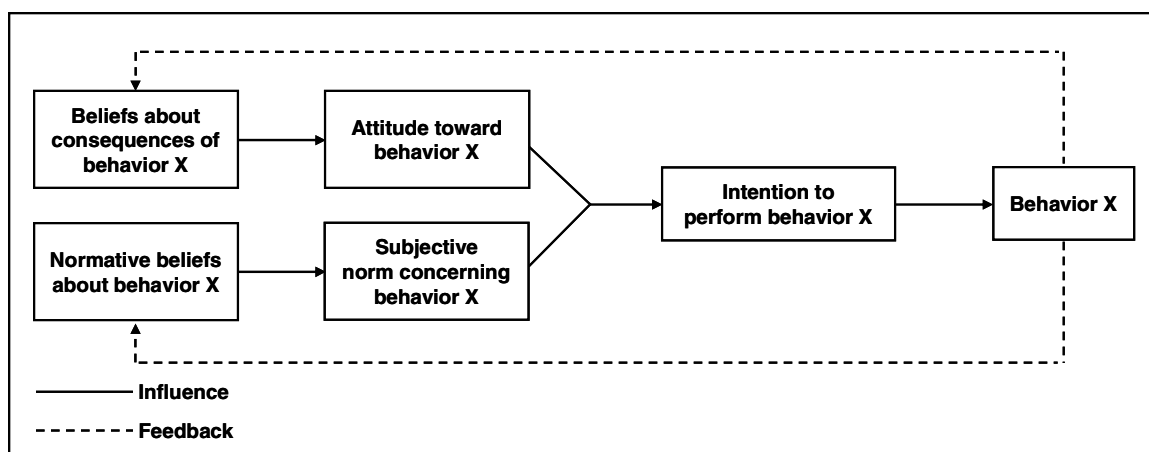 Beliefs about
consequences of
behavior X
Attitude toward
behavior X
Normative beliefs
about behavior X
Subjective
norm concerning
behavior X
Intention to
perform behavior X
Behavior X
Influence
Feedback